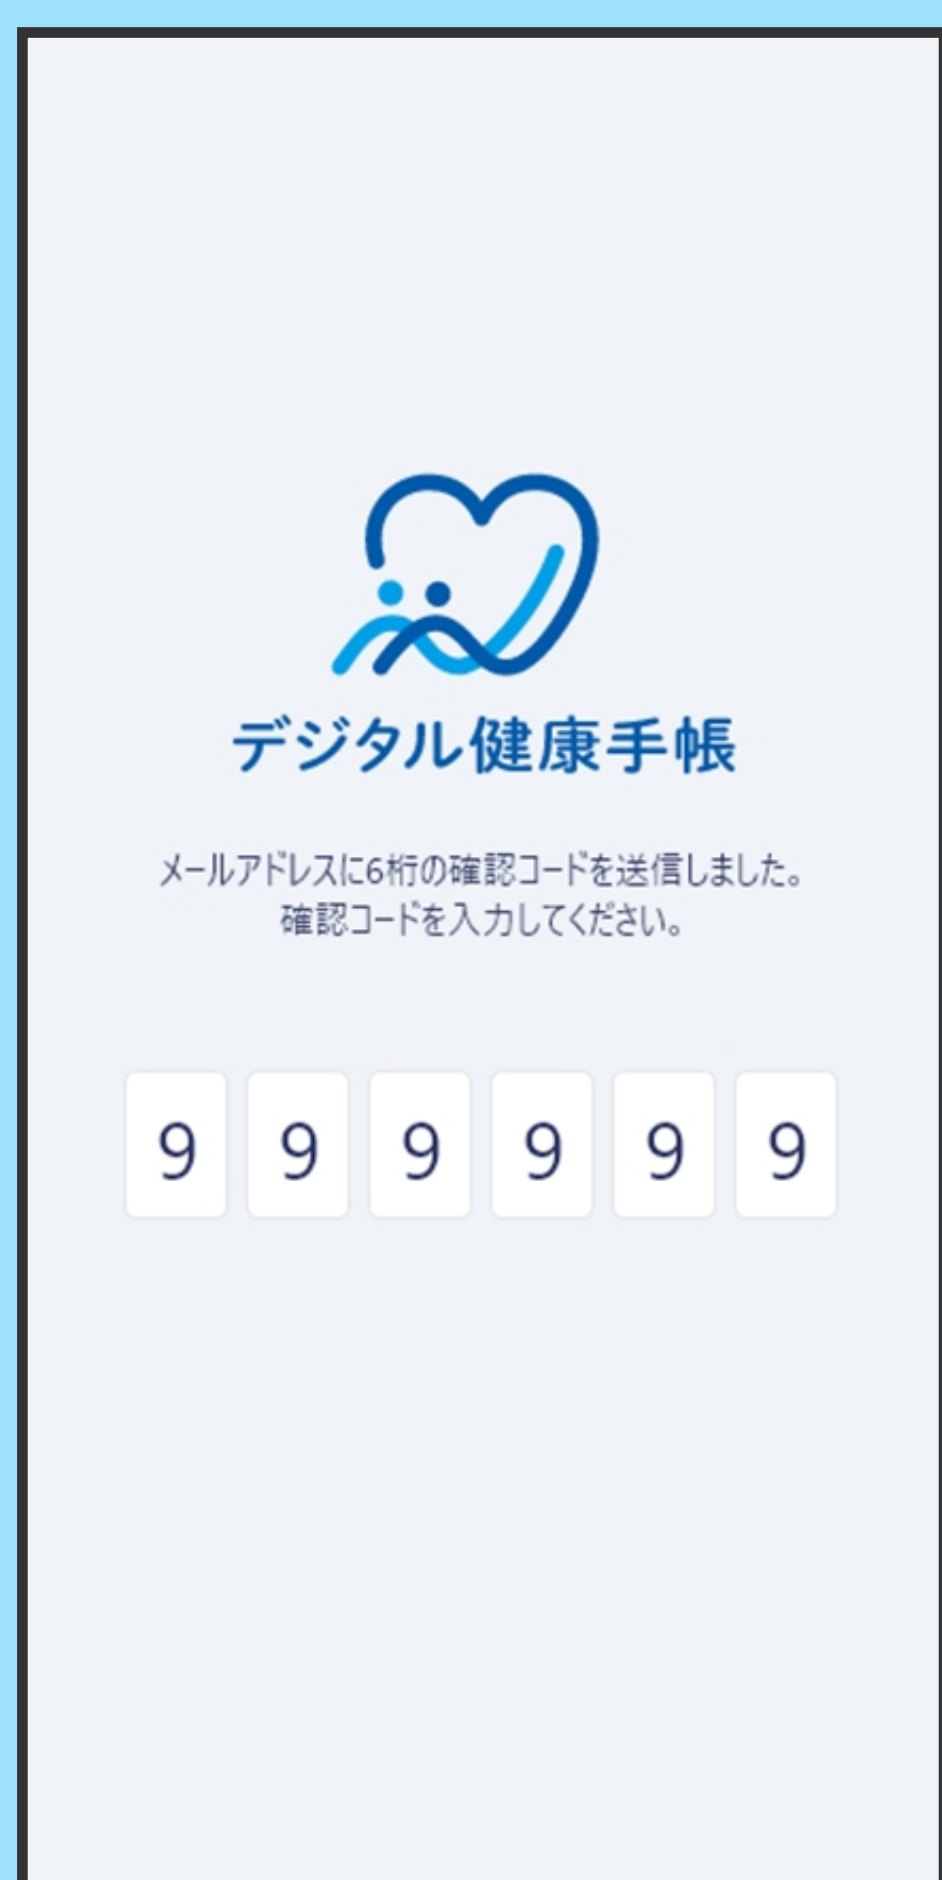 デジタル健康手帳
メールアドレスに6桁の確認コードを送信しました。
確認コードを入力してください。
9 9 9 9 9 9